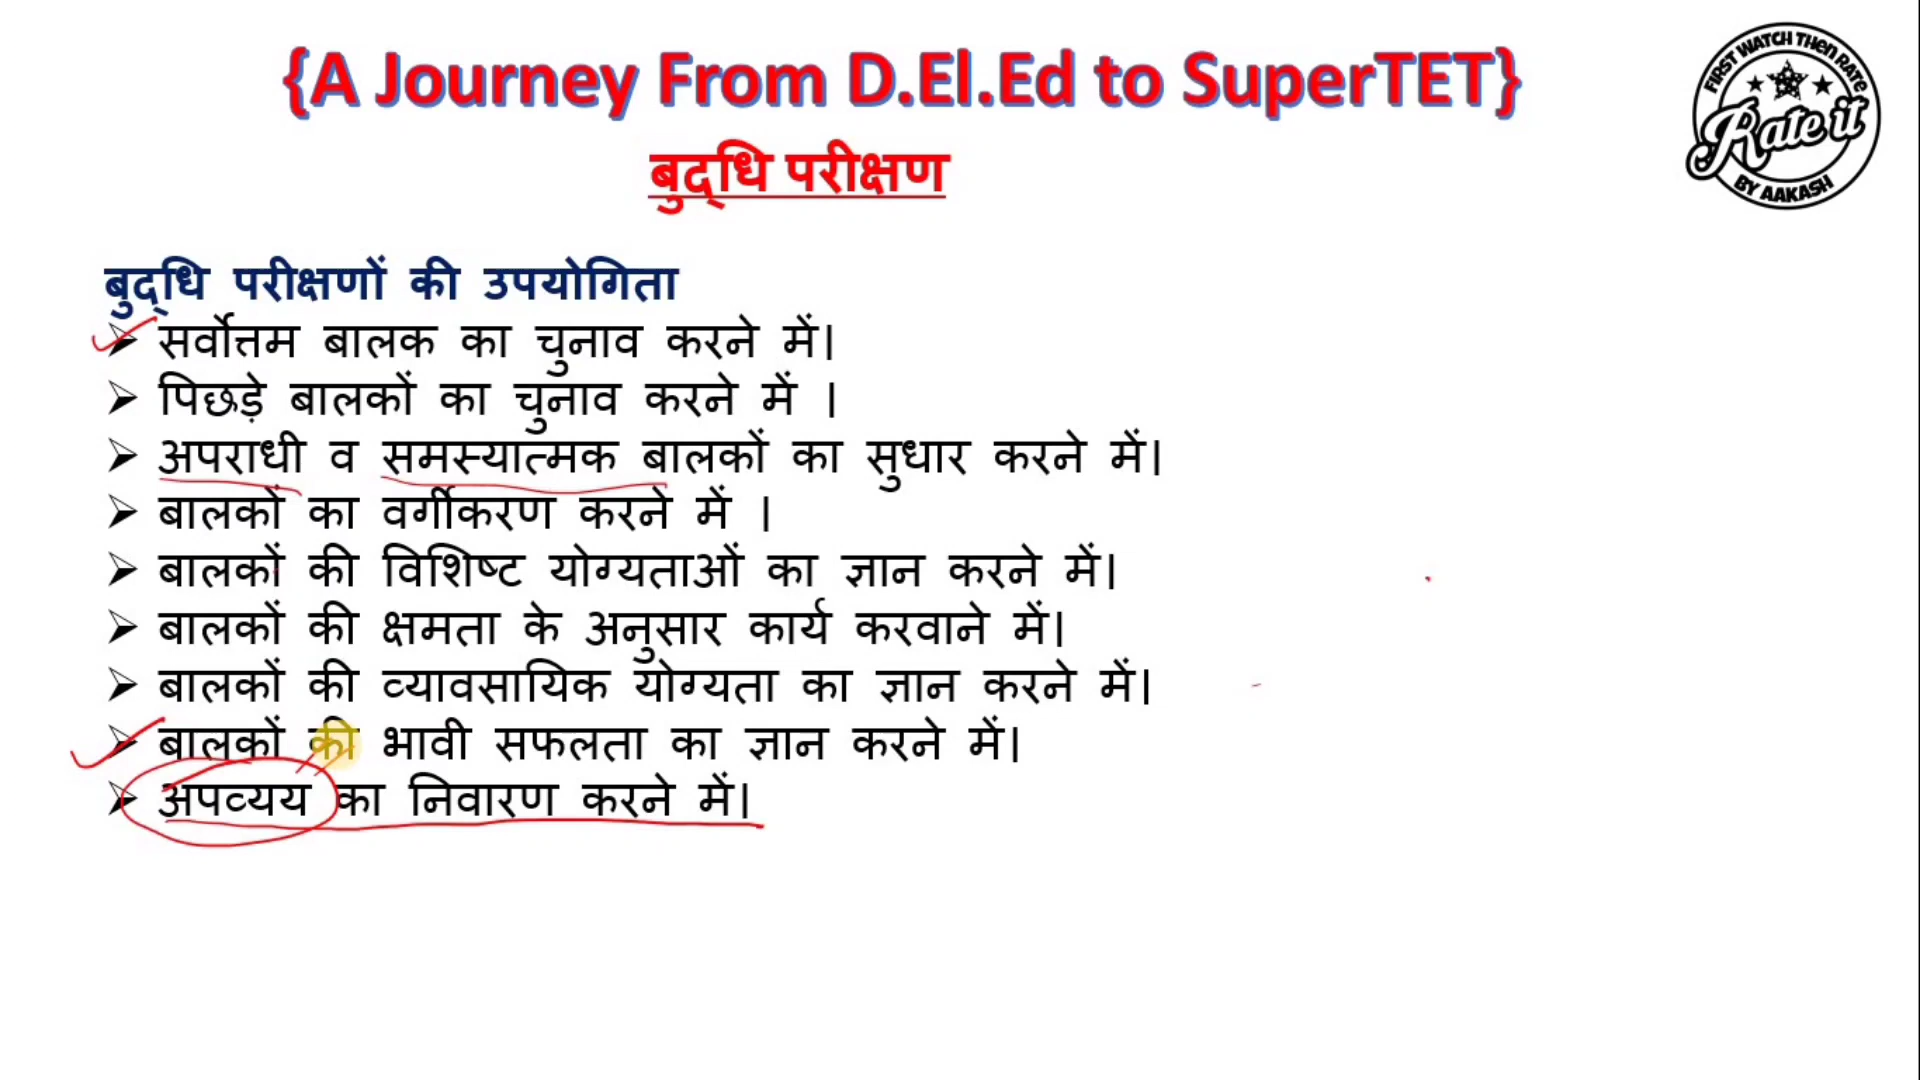 {A Journey From D.El.Ed to SuperTET}
FIRST WATCH THEN RATE
Rate it
BY AAKASH
बुद्धि परीक्षण
बुद्धि परीक्षणों की उपयोगिता
➢ सर्वोत्तम बालक का चुनाव करने में।
➢ पिछड़े बालकों का चुनाव करने में ।
➢ अपराधी व समस्यात्मक बालकों का सुधार करने में।
➢ बालकों का वर्गीकरण करने में ।
➢ बालकों की विशिष्ट योग्यताओं का ज्ञान करने में।
➢ बालकों की क्षमता के अनुसार कार्य करवाने में।
➢ बालकों की व्यावसायिक योग्यता का ज्ञान करने में।
➢ बालकों की भावी सफलता का ज्ञान करने में।
➢ अपव्यय का निवारण करने में।